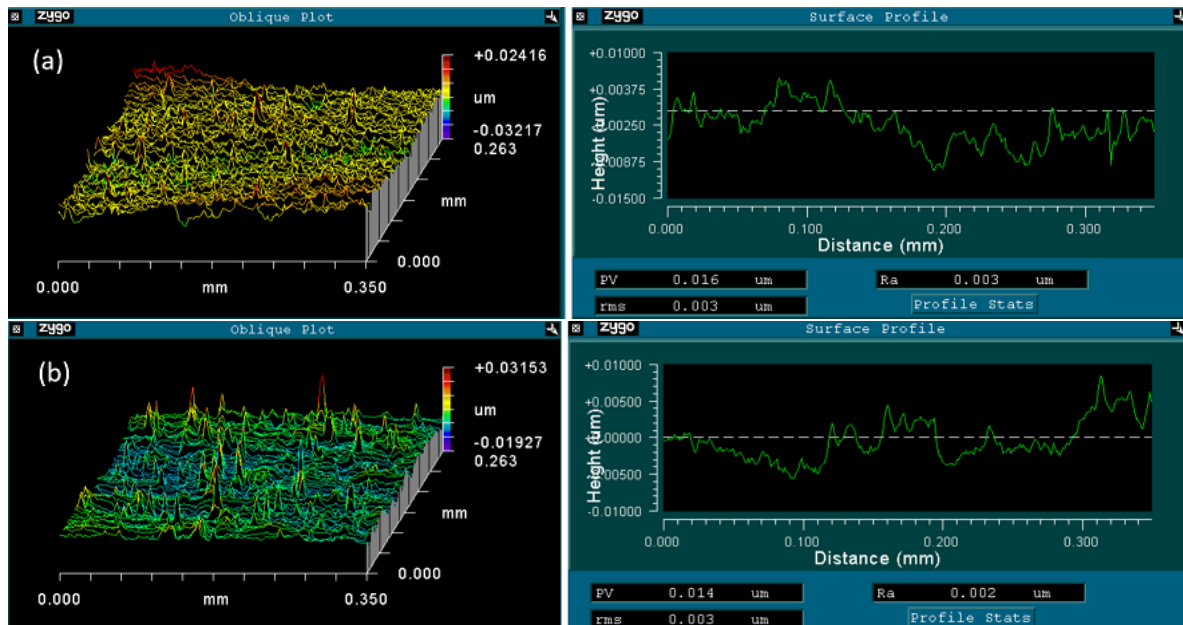 zygo Oblique Plot
(a)
+0.02416
um
-0.03217
0.263
mm
0.000
0.000 mm 0.350
zygo Surface Profile
+0.01000
+0.00375
-0.00250
-0.00875
-0.01500
Height (um)
0.000 0.100 0.200 0.300
Distance (mm)
PV 0.016 um Ra 0.003 um
rms 0.003 um Profile Stats
zygo Oblique Plot
(b)
+0.03153
um
-0.01927
0.263
mm
0.000
0.000 mm 0.350
zygo Surface Profile
+0.01000
+0.00500
+0.00000
-0.00500
-0.01000
Height (um)
0.000 0.100 0.200 0.300
Distance (mm)
PV 0.014 um Ra 0.002 um
rms 0.003 um Profile Stats